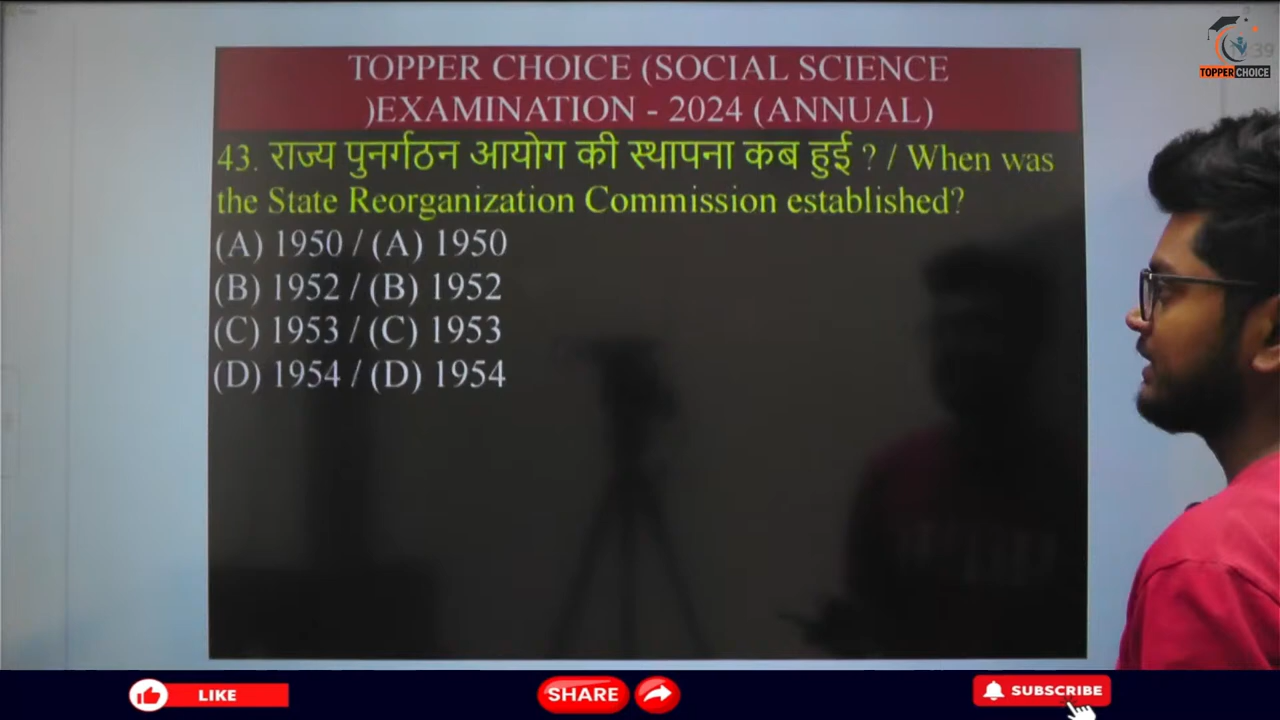 TOPPER CHOICE
TOPPER CHOICE (SOCIAL SCIENCE
)EXAMINATION - 2024 (ANNUAL)
43. राज्य पुनर्गठन आयोग की स्थापना कब हुई ? / When was
the State Reorganization Commission established?
(A) 1950 / (A) 1950
(B) 1952 / (B) 1952
(C) 1953 / (C) 1953
(D) 1954 / (D) 1954
LIKE
SHARE
SUBSCRIBE